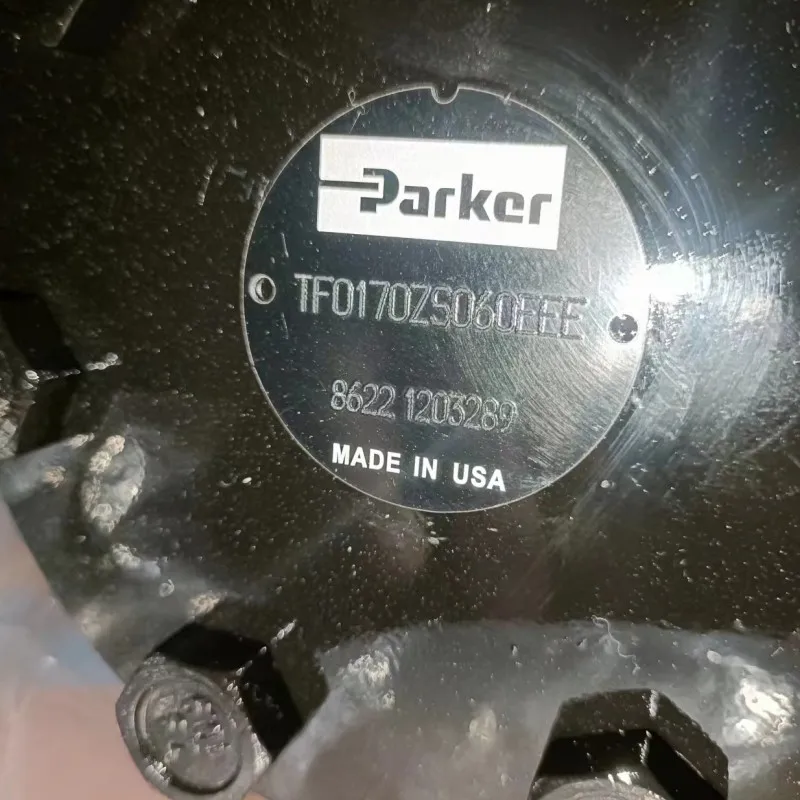 Parker
TF0170ZS060EEE
8622 1203289
MADE IN USA